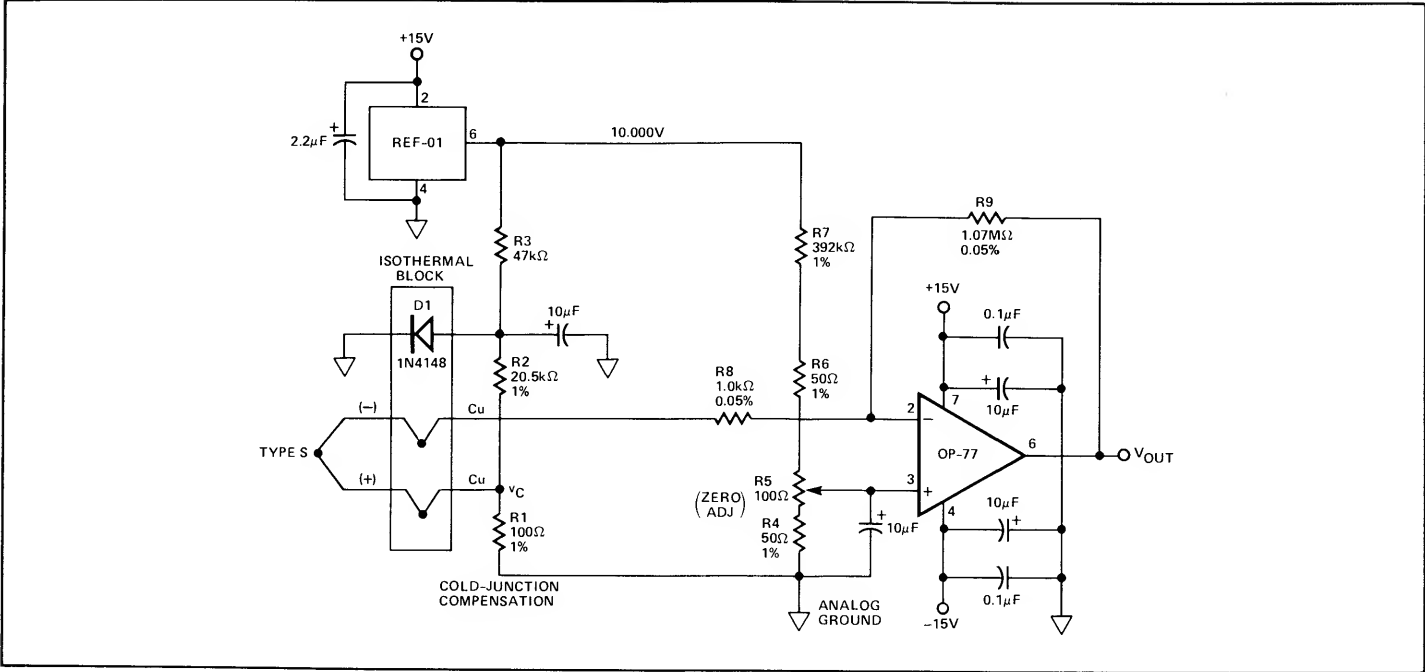 +15V
2
2.2µF
+
REF-01
6
10.000V
4
R3
47kΩ
R7
392kΩ
1%
R9
1.07MΩ
0.05%
ISOTHERMAL
BLOCK
D1
1N4148
10µF
+
+15V
0.1µF
R2
20.5kΩ
1%
R8
1.0kΩ
0.05%
R6
50Ω
1%
+
10µF
7
(−)
Cu
2
−
TYPE S
OP-77
6
VOUT
(+)
Cu
vC
R5
100Ω
(ZERO
ADJ)
3
+
4
R1
100Ω
1%
R4
50Ω
1%
+
10µF
10µF
+
COLD-JUNCTION
COMPENSATION
ANALOG
GROUND
−15V
0.1µF